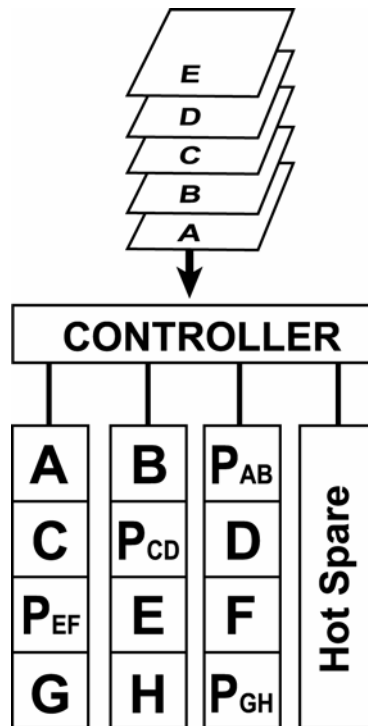 E
D
C
B
A
CONTROLLER
A B PAB
C PCD D
PEF E F
G H PGH
Hot Spare